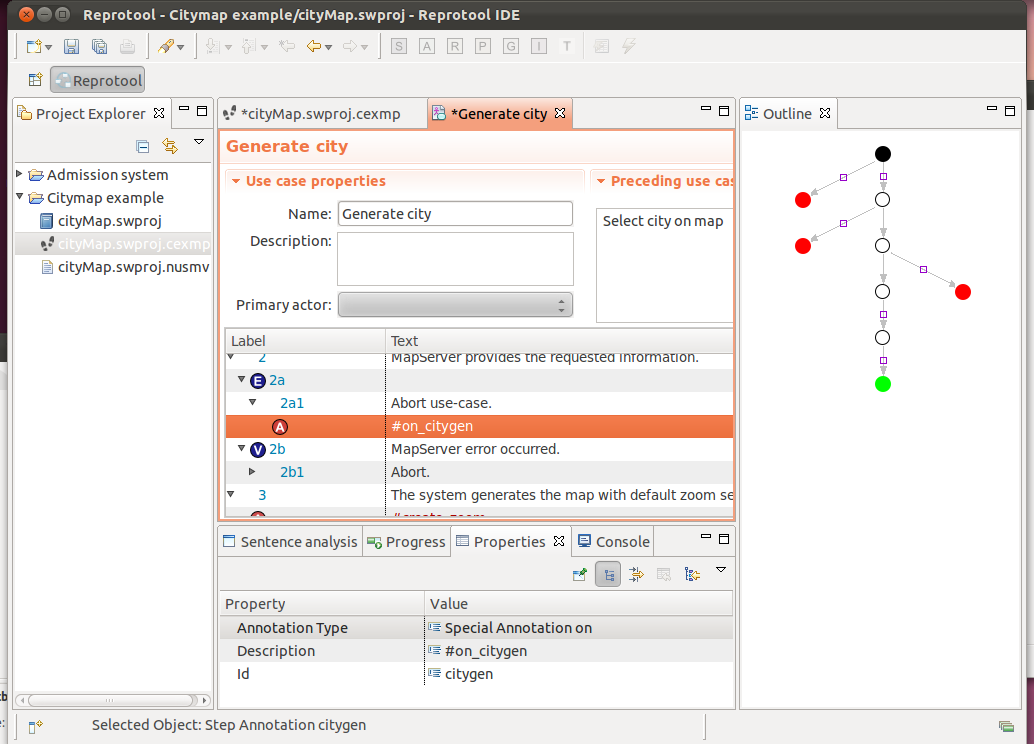 Reprotool - Citymap example/cityMap.swproj - Reprotool IDE
S A R P G I T
Reprotool
Project Explorer
Admission system
Citymap example
cityMap.swproj
cityMap.swproj.cexmp
cityMap.swproj.nusmv
*cityMap.swproj.cexmp
*Generate city
Generate city
Use case properties
Name: Generate city
Description:
Primary actor:
Preceding use cas
Select city on map
Label Text
2 MapServer provides the requested information.
E 2a
2a1 Abort use-case.
A #on_citygen
V 2b MapServer error occurred.
2b1 Abort.
3 The system generates the map with default zoom se
Sentence analysis Progress Properties Console
Property Value
Annotation Type Special Annotation on
Description #on_citygen
Id citygen
Outline
Selected Object: Step Annotation citygen